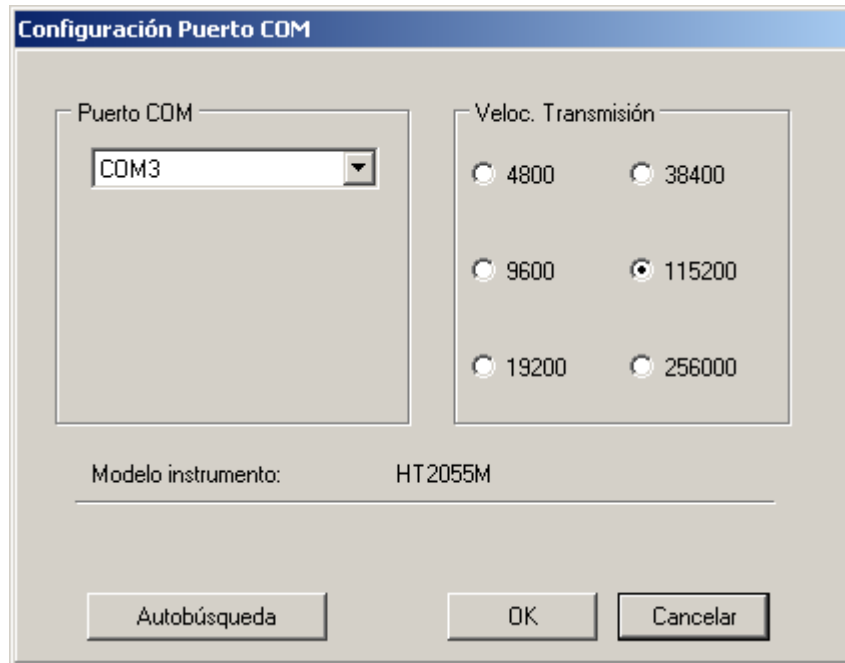 Configuración Puerto COM
Puerto COM
COM3
Veloc. Transmisión
4800
38400
9600
115200
19200
256000
Modelo instrumento: HT2055M
Autobúsqueda
OK
Cancelar